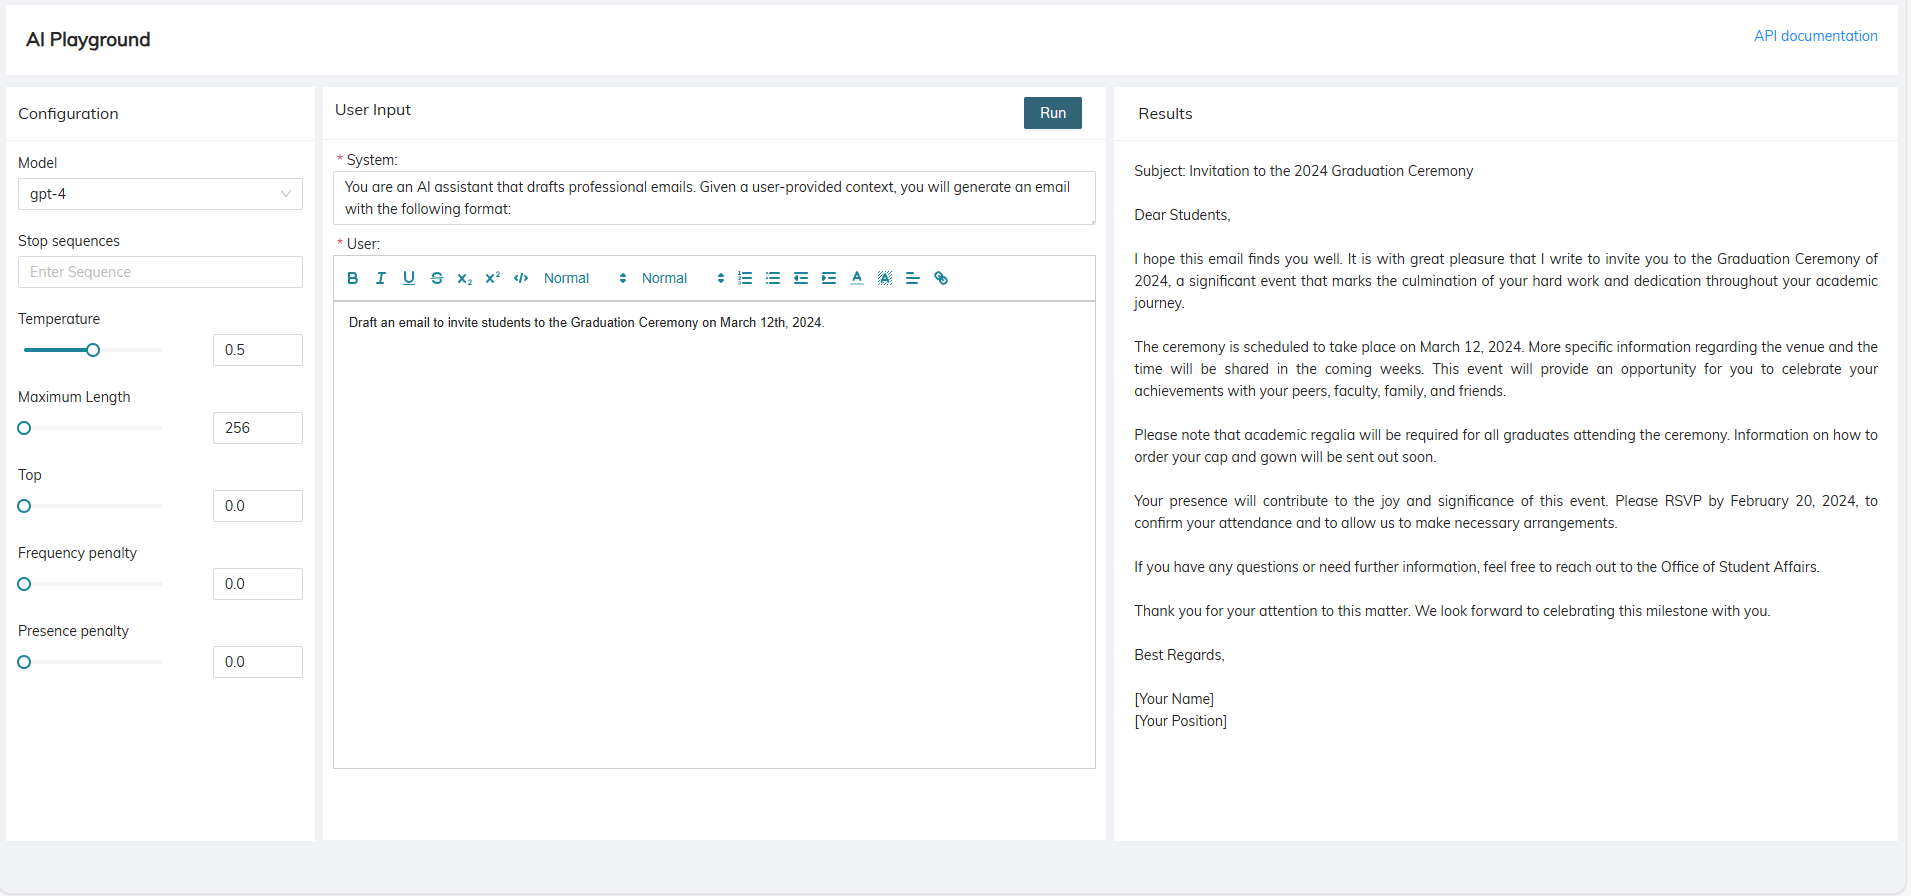 AI Playground
API documentation
Configuration
Model
gpt-4
Stop sequences
Enter Sequence
Temperature
0.5
Maximum Length
256
Top
0.0
Frequency penalty
0.0
Presence penalty
0.0
User Input
Run
* System:
You are an AI assistant that drafts professional emails. Given a user-provided context, you will generate an email
with the following format:
* User:
B I U S X₂ X² </> Normal Normal A A
Draft an email to invite students to the Graduation Ceremony on March 12th, 2024.
Results
Subject: Invitation to the 2024 Graduation Ceremony
Dear Students,
I hope this email finds you well. It is with great pleasure that I write to invite you to the Graduation Ceremony of
2024, a significant event that marks the culmination of your hard work and dedication throughout your academic
journey.
The ceremony is scheduled to take place on March 12, 2024. More specific information regarding the venue and the
time will be shared in the coming weeks. This event will provide an opportunity for you to celebrate your
achievements with your peers, faculty, family, and friends.
Please note that academic regalia will be required for all graduates attending the ceremony. Information on how to
order your cap and gown will be sent out soon.
Your presence will contribute to the joy and significance of this event. Please RSVP by February 20, 2024, to
confirm your attendance and to allow us to make necessary arrangements.
If you have any questions or need further information, feel free to reach out to the Office of Student Affairs.
Thank you for your attention to this matter. We look forward to celebrating this milestone with you.
Best Regards,
[Your Name]
[Your Position]